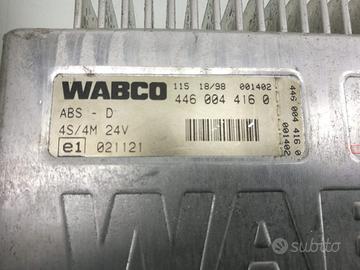 WABCO
115 18/98 001402
446 004 416 0
ABS - D
4S/4M 24V
e1 021121
446 004 416 0
001402
WAB
subito